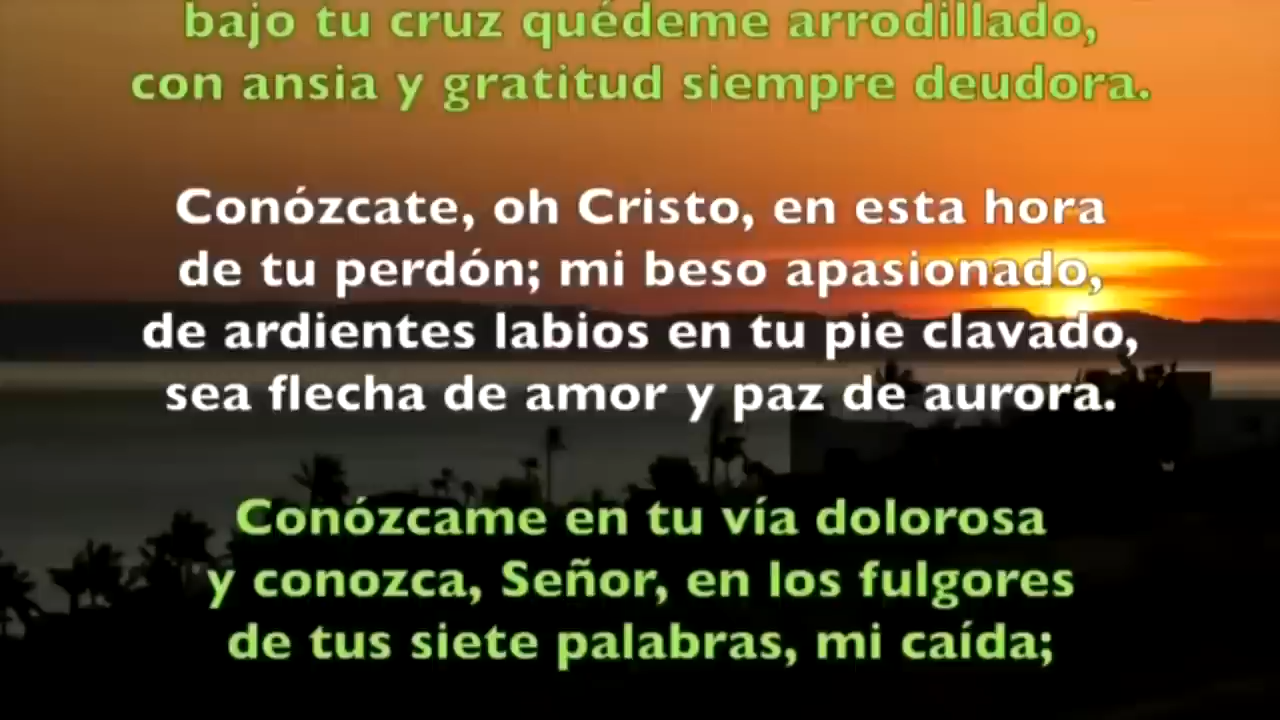 bajo tu cruz quédeme arrodillado,
con ansia y gratitud siempre deudora.
Conózcate, oh Cristo, en esta hora
de tu perdón; mi beso apasionado,
de ardientes labios en tu pie clavado,
sea flecha de amor y paz de aurora.
Conózcame en tu vía dolorosa
y conozca, Señor, en los fulgores
de tus siete palabras, mi caída;